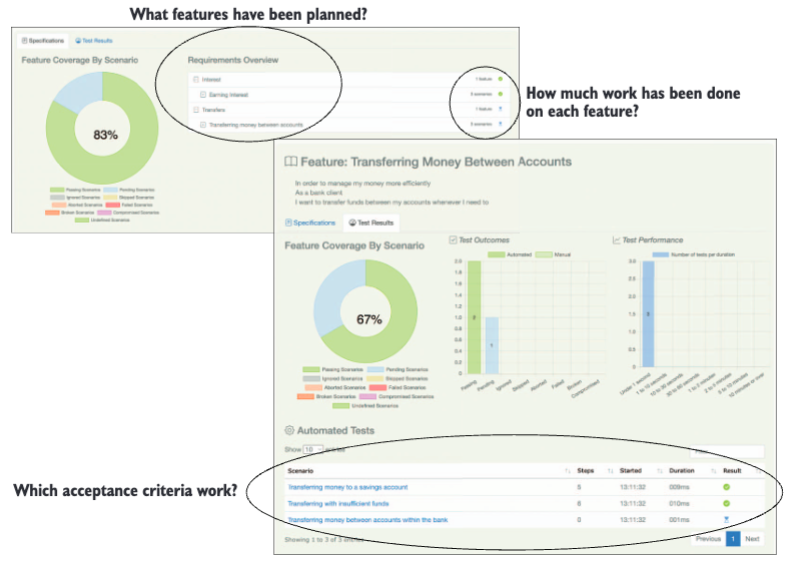 What features have been planned?
Specifications
Test Results
Feature Coverage By Scenario
Requirements Overview
83%
Interest
1 feature
Earning Interest
3 scenarios
Transfers
1 feature
Transferring money between accounts
3 scenarios
Passing Scenarios
Pending Scenarios
Ignored Scenarios
Skipped Scenarios
Aborted Scenarios
Failed Scenarios
Broken Scenarios
Compromised Scenarios
Undefined Scenarios
How much work has been done
on each feature?
Feature: Transferring Money Between Accounts
In order to manage my money more efficiently
As a bank client
I want to transfer funds between my accounts whenever I need to
Specifications
Test Results
Feature Coverage By Scenario
67%
Passing Scenarios
Pending Scenarios
Ignored Scenarios
Skipped Scenarios
Aborted Scenarios
Failed Scenarios
Broken Scenarios
Compromised Scenarios
Undefined Scenarios
Test Outcomes
Automated
Manual
2.0
1.8
1.6
1.4
1.2
1.0
0.8
0.6
0.4
0.2
0
2
1
Passing
Pending
Ignored
Skipped
Aborted
Failed
Broken
Compromised
Test Performance
Number of tests per duration
3.0
2.5
2.0
1.5
1.0
0.5
0
3
Under 1 second
1 to 10 seconds
10 to 30 seconds
30 to 60 seconds
1 to 2 minutes
2 to 5 minutes
5 to 10 minutes
10 minutes or over
Automated Tests
Show 10 entries
Scenario Steps Started Duration Result
Transferring money to a savings account 5 13:11:32 009ms
Transferring with insufficient funds 6 13:11:32 010ms
Transferring money between accounts within the bank 0 13:11:32 001ms
Showing 1 to 3 of 3 entries
Previous 1 Next
Which acceptance criteria work?